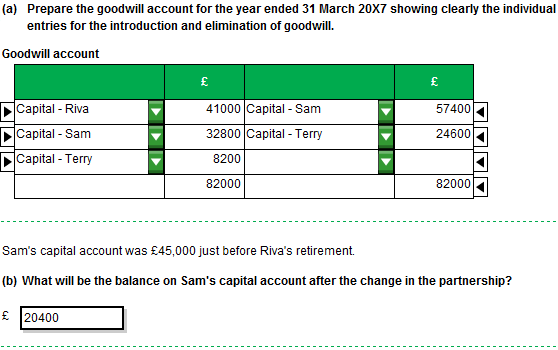 (a) Prepare the goodwill account for the year ended 31 March 20X7 showing clearly the individual
entries for the introduction and elimination of goodwill.
Goodwill account
£ £
Capital - Riva 41000 Capital - Sam 57400
Capital - Sam 32800 Capital - Terry 24600
Capital - Terry 8200
82000 82000
Sam's capital account was £45,000 just before Riva's retirement.
(b) What will be the balance on Sam's capital account after the change in the partnership?
£ 20400